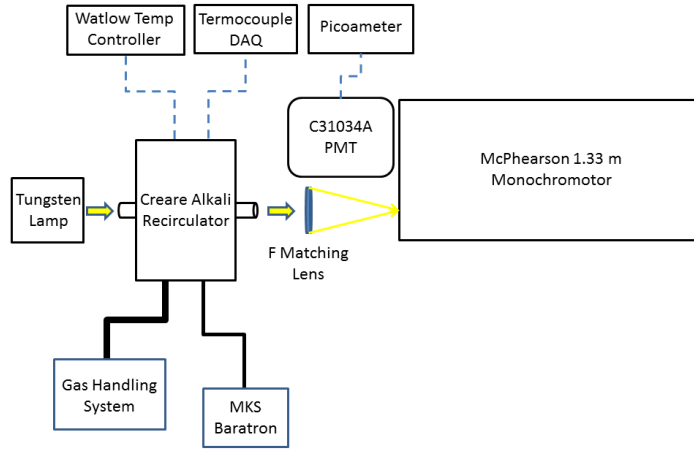 Watlow Temp
Controller
Termocouple
DAQ
Picoameter
C31034A
PMT
McPhearson 1.33 m
Monochromotor
Tungsten
Lamp
Creare Alkali
Recirculator
F Matching
Lens
Gas Handling
System
MKS
Baratron